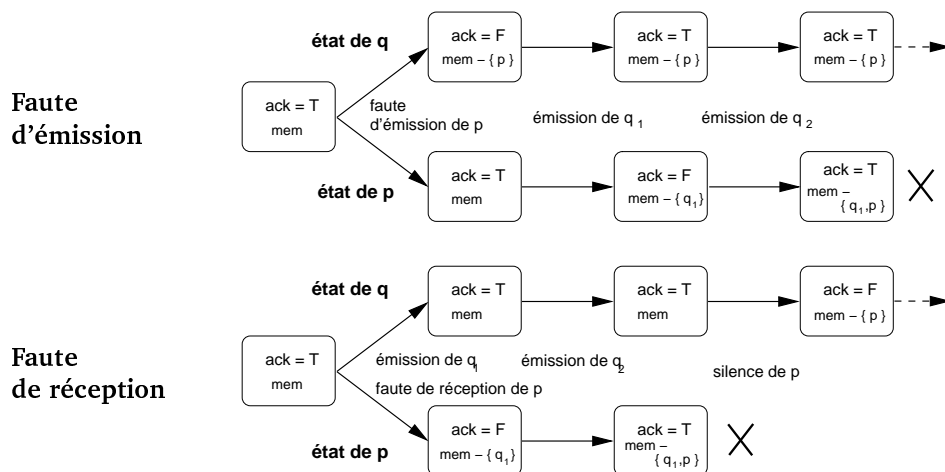 état de q
ack = F
mem – { p }
ack = T
mem – { p }
ack = T
mem – { p }
Faute
d'émission
ack = T
mem
faute
d'émission de p
émission de q 1
émission de q 2
état de p
ack = T
mem
ack = F
mem – { q1}
ack = T
mem –
{ q1,p }
état de q
ack = T
mem
ack = T
mem
ack = F
mem – { p }
Faute
de réception
ack = T
mem
émission de q1
émission de q2
faute de réception de p
silence de p
état de p
ack = F
mem – { q1}
ack = T
mem –
{ q1,p }